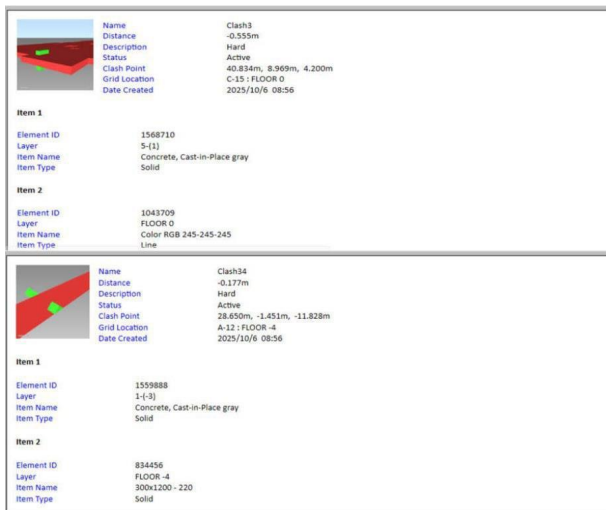 Name Clash3
Distance -0.555m
Description Hard
Status Active
Clash Point 40.834m, 8.969m, 4.200m
Grid Location C-15 : FLOOR 0
Date Created 2025/10/6 08:56
Item 1
Element ID 1568710
Layer 5-(1)
Item Name Concrete, Cast-in-Place gray
Item Type Solid
Item 2
Element ID 1043709
Layer FLOOR 0
Item Name Color RGB 245-245-245
Item Type Line
Name Clash34
Distance -0.177m
Description Hard
Status Active
Clash Point 28.650m, -1.451m, -11.828m
Grid Location A-12 : FLOOR -4
Date Created 2025/10/6 08:56
Item 1
Element ID 1559888
Layer 1-(-3)
Item Name Concrete, Cast-in-Place gray
Item Type Solid
Item 2
Element ID 834456
Layer FLOOR -4
Item Name 300x1200 - 220
Item Type Solid